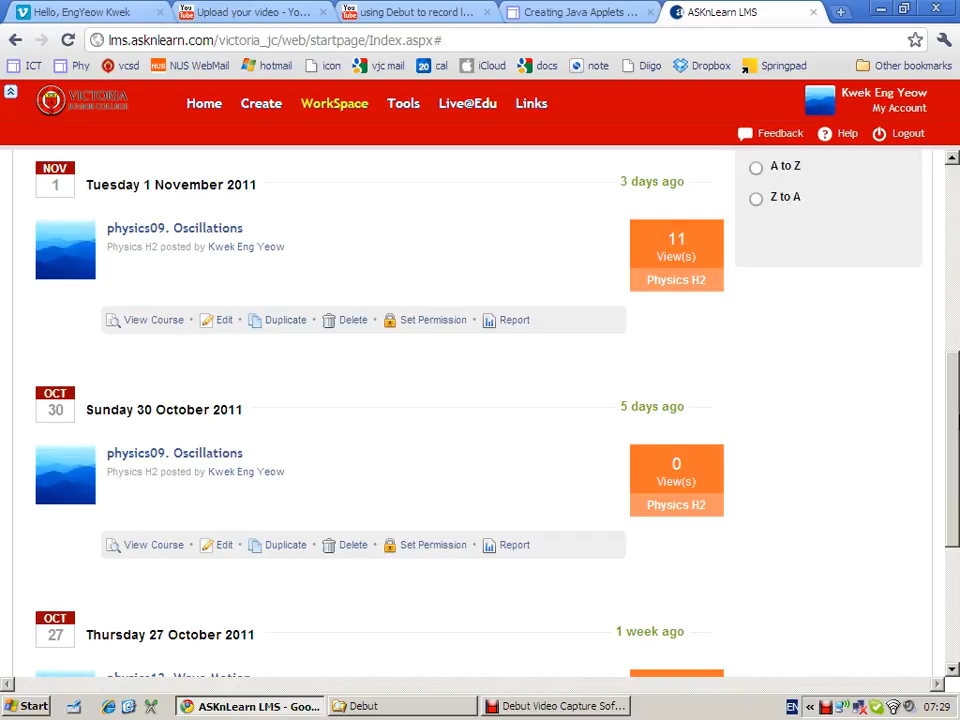 Hello, EngYeow Kwek
Upload your video - Yo...
using Debut to record l...
Creating Java Applets ...
ASKnLearn LMS
lms.asknlearn.com/victoria_jc/web/startpage/Index.aspx#
ICT Phy vcsd NUS WebMail hotmail icon vjc mail cal iCloud docs note Diigo Dropbox Springpad Other bookmarks
VICTORIA
JUNIOR COLLEGE
Home Create WorkSpace Tools Live@Edu Links
Kwek Eng Yeow
My Account
Feedback Help Logout
A to Z
Z to A
NOV
1
Tuesday 1 November 2011
3 days ago
physics09. Oscillations
Physics H2 posted by Kwek Eng Yeow
11
View(s)
Physics H2
View Course • Edit • Duplicate • Delete • Set Permission • Report
OCT
30
Sunday 30 October 2011
5 days ago
physics09. Oscillations
Physics H2 posted by Kwek Eng Yeow
0
View(s)
Physics H2
View Course • Edit • Duplicate • Delete • Set Permission • Report
OCT
27
Thursday 27 October 2011
1 week ago
physics12. Wave Motion
Start
ASKnLearn LMS - Goo...
Debut
Debut Video Capture Sof...
EN
07:29